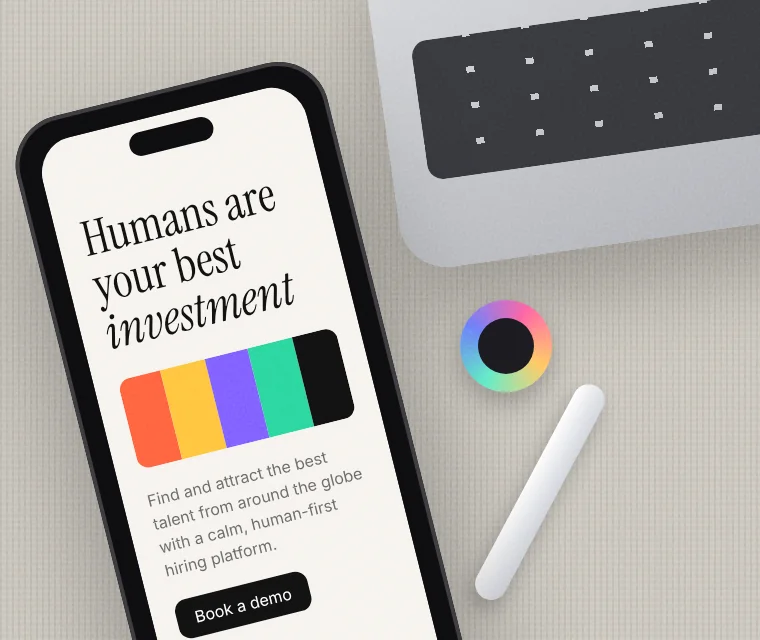 Humans are
your best
investment
Find and attract the best
talent from around the globe
with a calm, human-first
hiring platform.
Book a demo